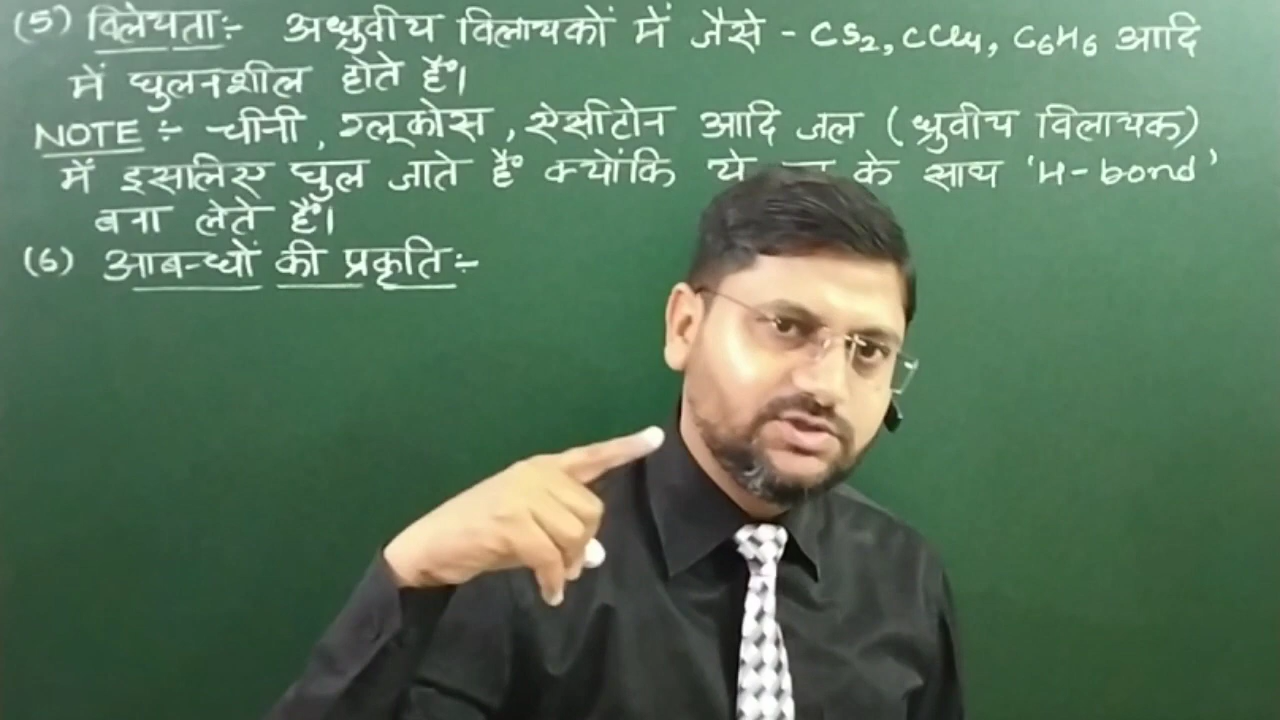 (5) विलेयता:- अध्रुवीय विलायकों में जैसे - CS2, CCl4, C6H6 आदि
में घुलनशील होते हैं।
NOTE :- चीनी, ग्लूकोस, ऐसीटोन आदि जल (ध्रुवीय विलायक)
में इसलिए घुल जाते हैं क्योंकि ये के साथ 'H-bond'
बना लेते हैं।
(6) आबन्धों की प्रकृति:-